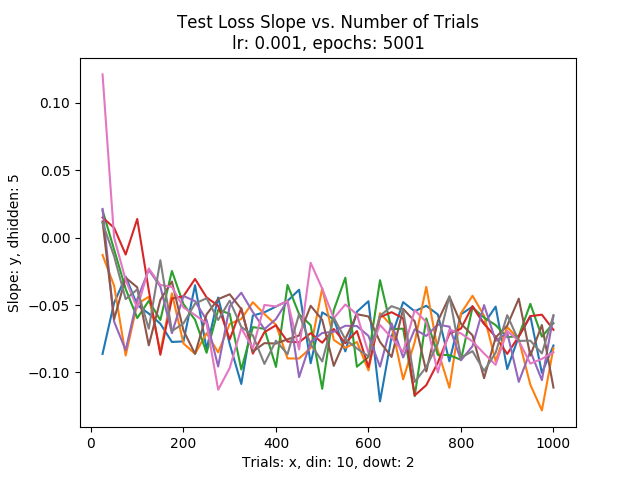 Test Loss Slope vs. Number of Trials
lr: 0.001, epochs: 5001
0.10
0.05
0.00
−0.05
−0.10
Slope: y, dhidden: 5
0 200 400 600 800 1000
Trials: x, din: 10, dowt: 2